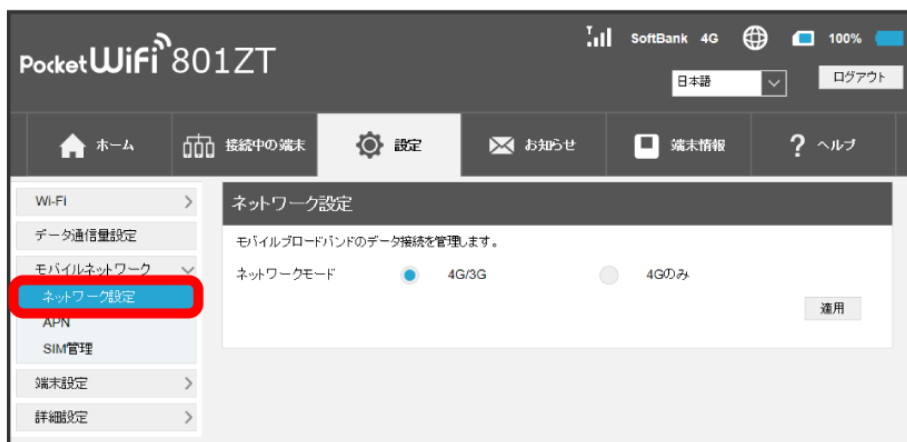 SoftBank 4G 100%
Pocket WiFi 801ZT
日本語 ログアウト
ホーム 接続中の端末 設定 お知らせ 端末情報 ? ヘルプ
Wi-Fi
データ通信量設定
モバイルネットワーク
ネットワーク設定
APN
SIM管理
端末設定
詳細設定
ネットワーク設定
モバイルブロードバンドのデータ接続を管理します。
ネットワークモード 4G/3G 4Gのみ
適用